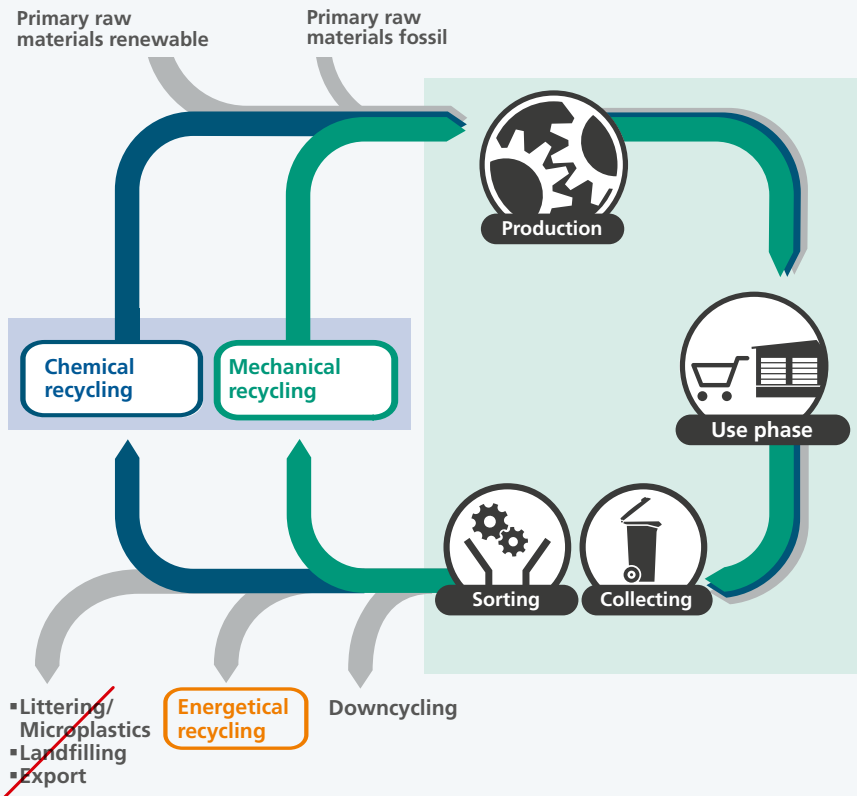 Primary raw
materials renewable
Primary raw
materials fossil
Production
Chemical
recycling
Mechanical
recycling
Use phase
Sorting
Collecting
▪Littering/
Microplastics
▪Landfilling
▪Export
Energetical
recycling
Downcycling